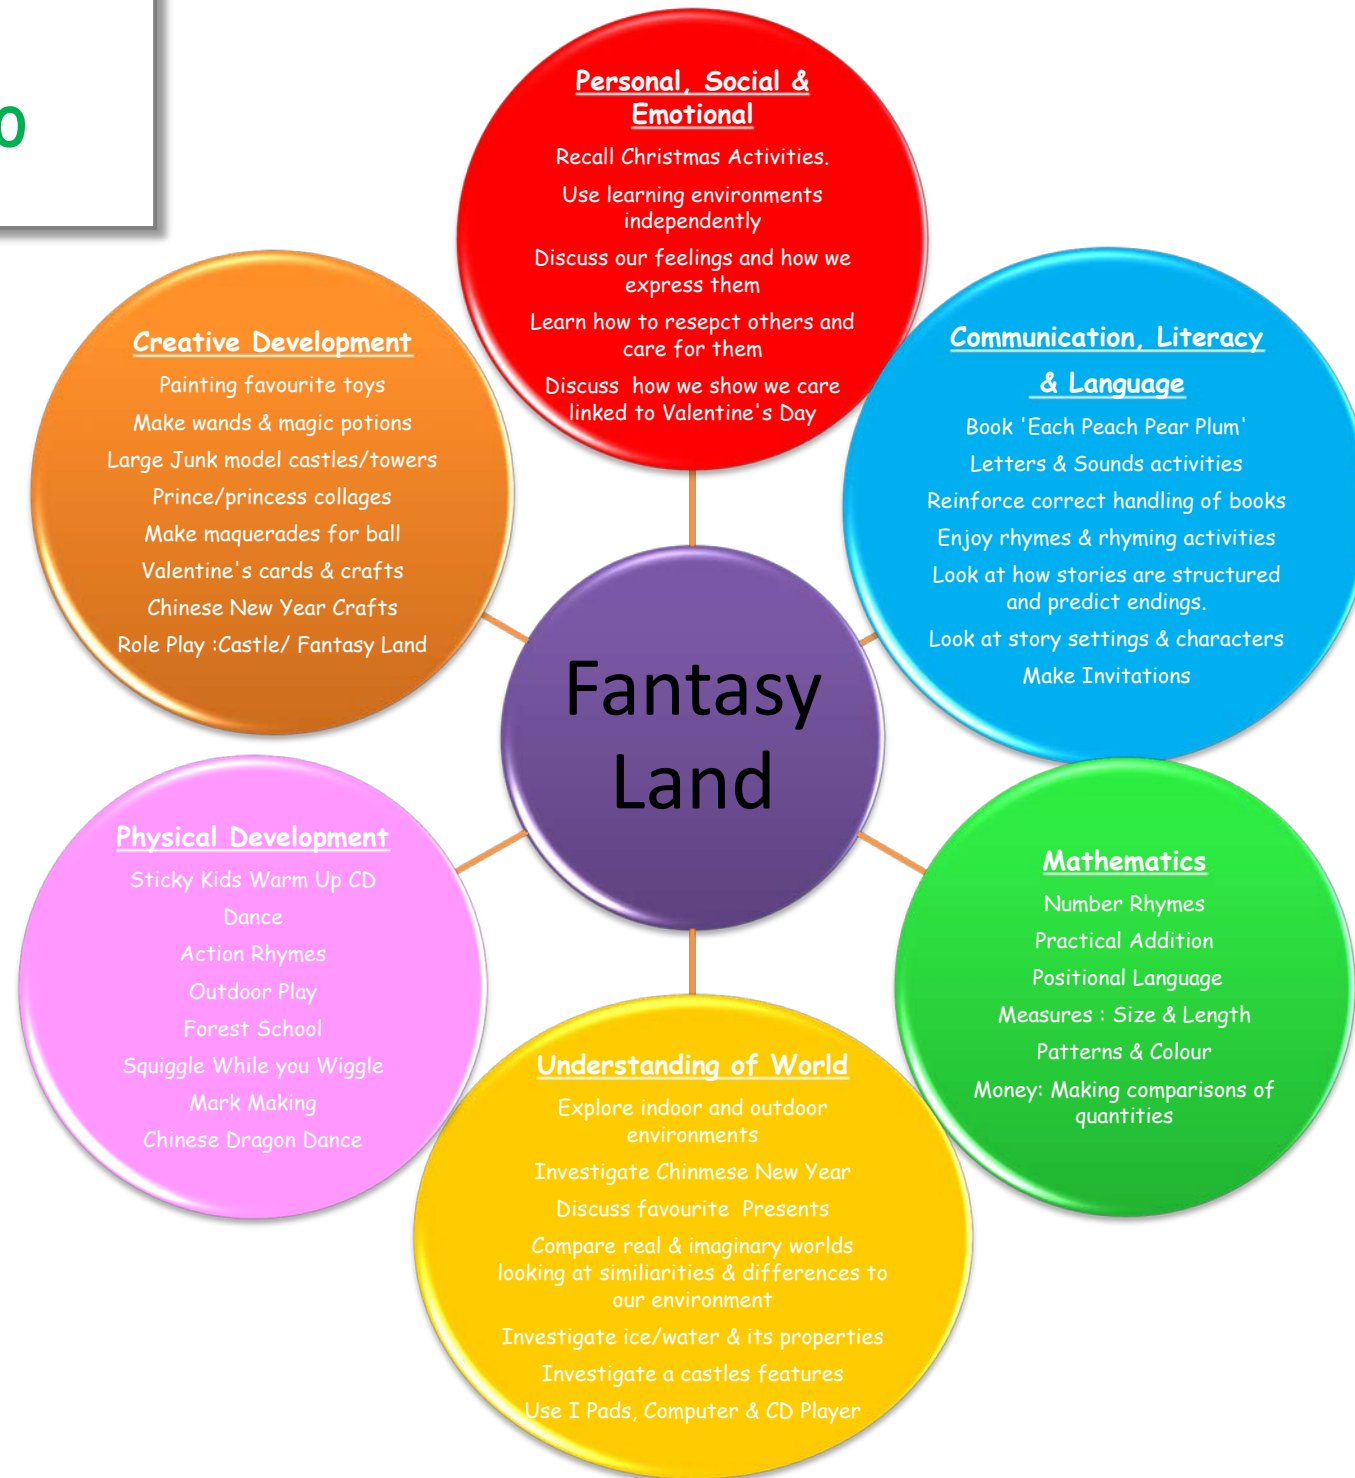 o
Personal, Social &
Emotional
Recall Christmas Activities.
Use learning environments
independently
Discuss our feelings and how we
express them
Learn how to resepct others and
care for them
Discuss  how we show we care
linked to Valentine's Day
Communication, Literacy
& Language
Book 'Each Peach Pear Plum'
Letters & Sounds activities
Reinforce correct handling of books
Enjoy rhymes & rhyming activities
Look at how stories are structured
and predict endings.
Look at story settings & characters
Make Invitations
Mathematics
Number Rhymes
Practical Addition
Positional Language
Measures : Size & Length
Patterns & Colour
Money: Making comparisons of
quantities
Understanding of World
Explore indoor and outdoor
environments
Investigate Chinmese New Year
Discuss favourite  Presents
Compare real & imaginary worlds
looking at similiarities & differences to
our environment
Investigate ice/water & its properties
Investigate a castles features
Use I Pads, Computer & CD Player
Physical Development
Sticky Kids Warm Up CD
Dance
Action Rhymes
Outdoor Play
Forest School
Squiggle While you Wiggle
Mark Making
Chinese Dragon Dance
Creative Development
Painting favourite toys
Make wands & magic potions
Large Junk model castles/towers
Prince/princess collages
Make maquerades for ball
Valentine's cards & crafts
Chinese New Year Crafts
Role Play :Castle/ Fantasy Land
Fantasy
Land